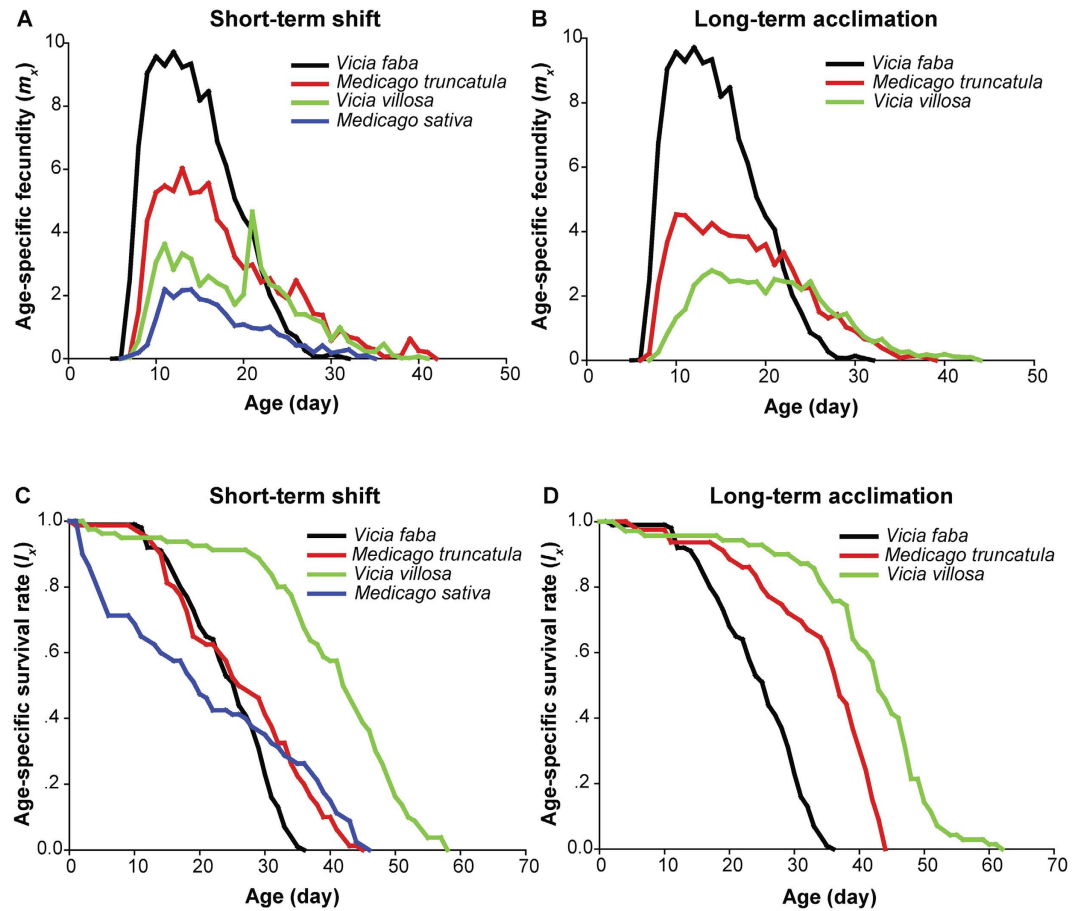 A Short-term shift
Age-specific fecundity (mx)
10
8
6
4
2
0
Vicia faba
Medicago truncatula
Vicia villosa
Medicago sativa
0 10 20 30 40 50
Age (day)
B Long-term acclimation
Age-specific fecundity (mx)
10
8
6
4
2
0
Vicia faba
Medicago truncatula
Vicia villosa
0 10 20 30 40 50
Age (day)
C Short-term shift
Age-specific survival rate (lx)
1.0
.8
.6
.4
.2
0.0
Vicia faba
Medicago truncatula
Vicia villosa
Medicago sativa
0 10 20 30 40 50 60 70
Age (day)
D Long-term acclimation
Age-specific survival rate (lx)
1.0
.8
.6
.4
.2
0.0
Vicia faba
Medicago truncatula
Vicia villosa
0 10 20 30 40 50 60 70
Age (day)